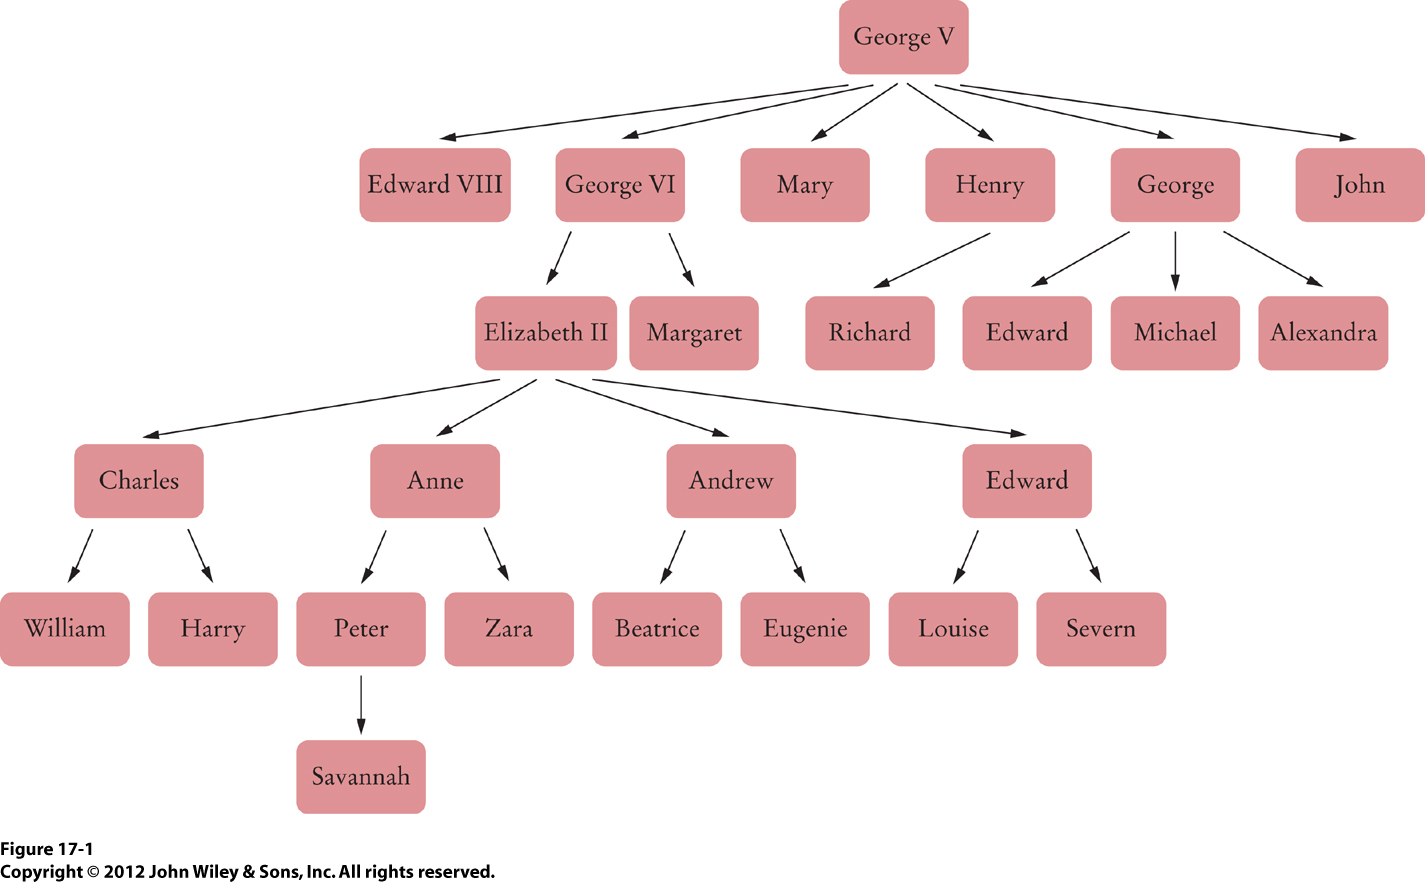 George V
Edward VIII
George VI
Mary
Henry
George
John
Elizabeth II
Margaret
Richard
Edward
Michael
Alexandra
Charles
Anne
Andrew
Edward
William
Harry
Peter
Zara
Beatrice
Eugenie
Louise
Severn
Savannah
Figure 17-1
Copyright © 2012 John Wiley & Sons, Inc. All rights reserved.